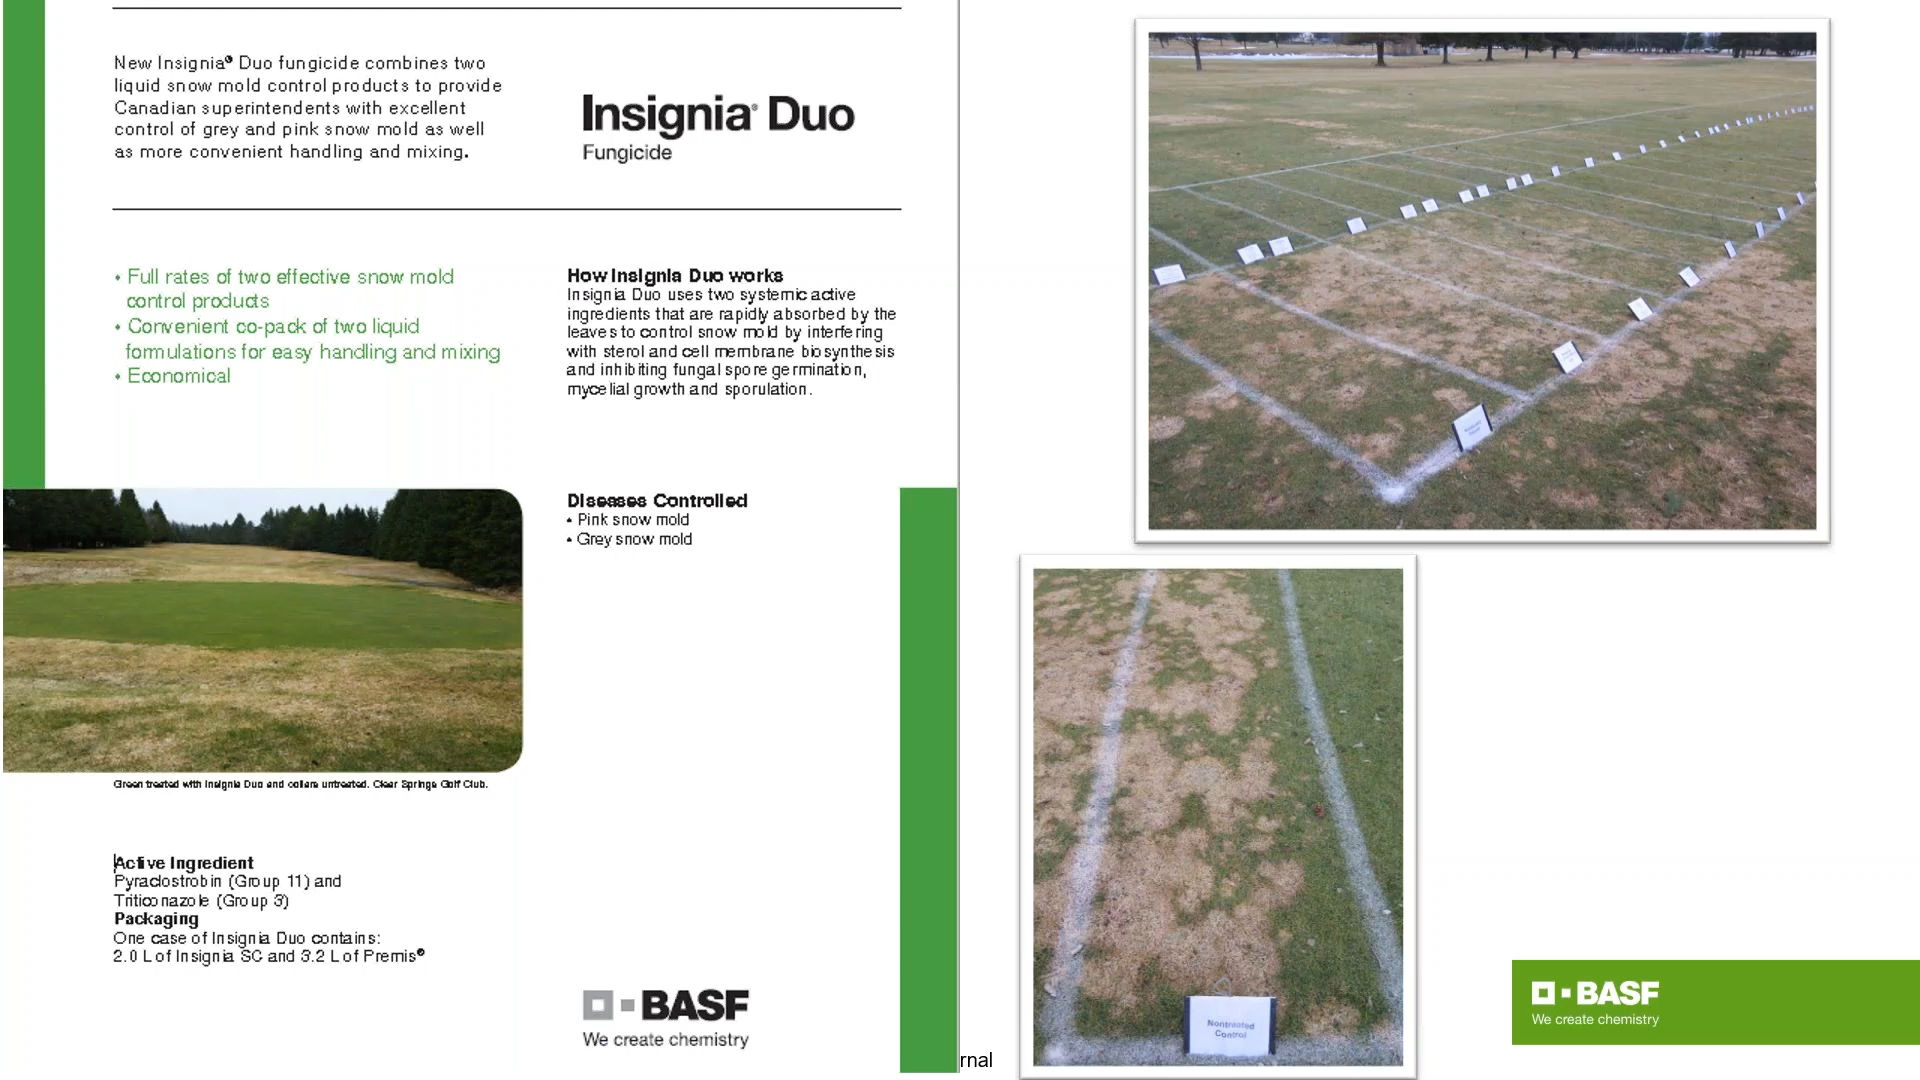 New Insignia® Duo fungicide combines two
liquid snow mold control products to provide
Canadian superintendents with excellent
control of grey and pink snow mold as well
as more convenient handling and mixing.
Insignia® Duo
Fungicide
• Full rates of two effective snow mold
control products
• Convenient co-pack of two liquid
formulations for easy handling and mixing
• Economical
How Insignia Duo works
Insignia Duo uses two systemic active
ingredients that are rapidly absorbed by the
leaves to control snow mold by interfering
with sterol and cell membrane biosynthesis
and inhibiting fungal spore germination,
mycelial growth and sporulation.
Diseases Controlled
• Pink snow mold
• Grey snow mold
Green treated with Insignia Duo and collars untreated. Clear Springs Golf Club.
Active Ingredient
Pyraclostrobin (Group 11) and
Triticonazole (Group 3)
Packaging
One case of Insignia Duo contains:
2.0 L of Insignia SC and 3.2 L of Premis®
BASF
We create chemistry
rnal
Nontreated
Control
BASF
We create chemistry